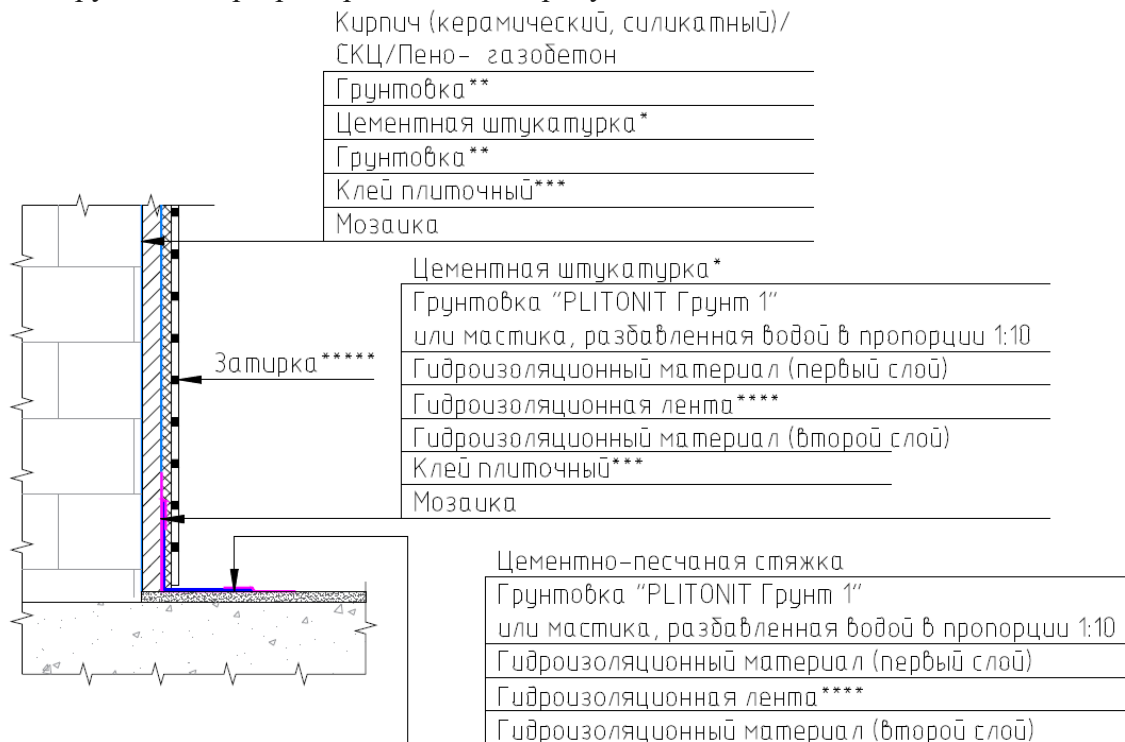 Кирпич (керамический, силикатный)/
СКЦ/Пено- газобетон
Грунтовка**
Цементная штукатурка*
Грунтовка**
Клей плиточный***
Мозаика
Цементная штукатурка*
Грунтовка "PLITONIT Грунт 1"
или мастика, разбавленная водой в пропорции 1:10
Гидроизоляционный материал (первый слой)
Гидроизоляционная лента****
Гидроизоляционный материал (второй слой)
Клей плиточный***
Мозаика
Затирка*****
Цементно-песчаная стяжка
Грунтовка "PLITONIT Грунт 1"
или мастика, разбавленная водой в пропорции 1:10
Гидроизоляционный материал (первый слой)
Гидроизоляционная лента****
Гидроизоляционный материал (второй слой)